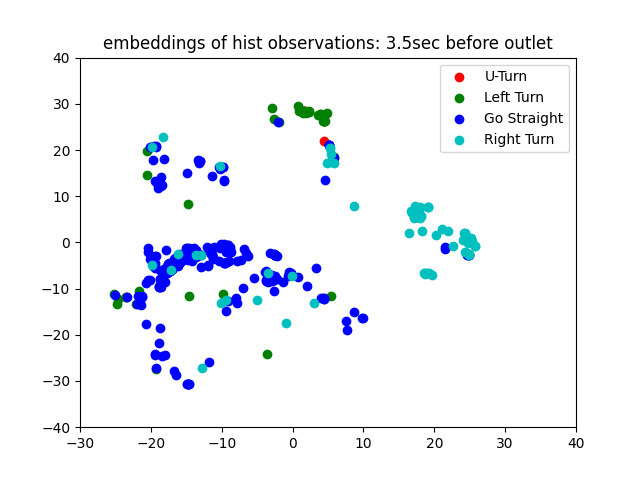 embeddings of hist observations: 3.5sec before outlet
U-Turn
Left Turn
Go Straight
Right Turn
40
30
20
10
0
−10
−20
−30
−40
−30 −20 −10 0 10 20 30 40